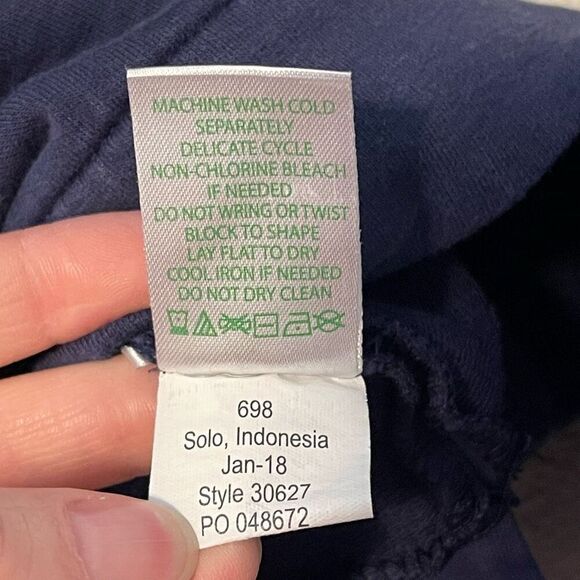 MACHINE WASH COLD
SEPARATELY
DELICATE CYCLE
NON-CHLORINE BLEACH
IF NEEDED
DO NOT WRING OR TWIST
BLOCK TO SHAPE
LAY FLAT TO DRY
COOL IRON IF NEEDED
DO NOT DRY CLEAN
698
Solo, Indonesia
Jan-18
Style 30627
PO 048672